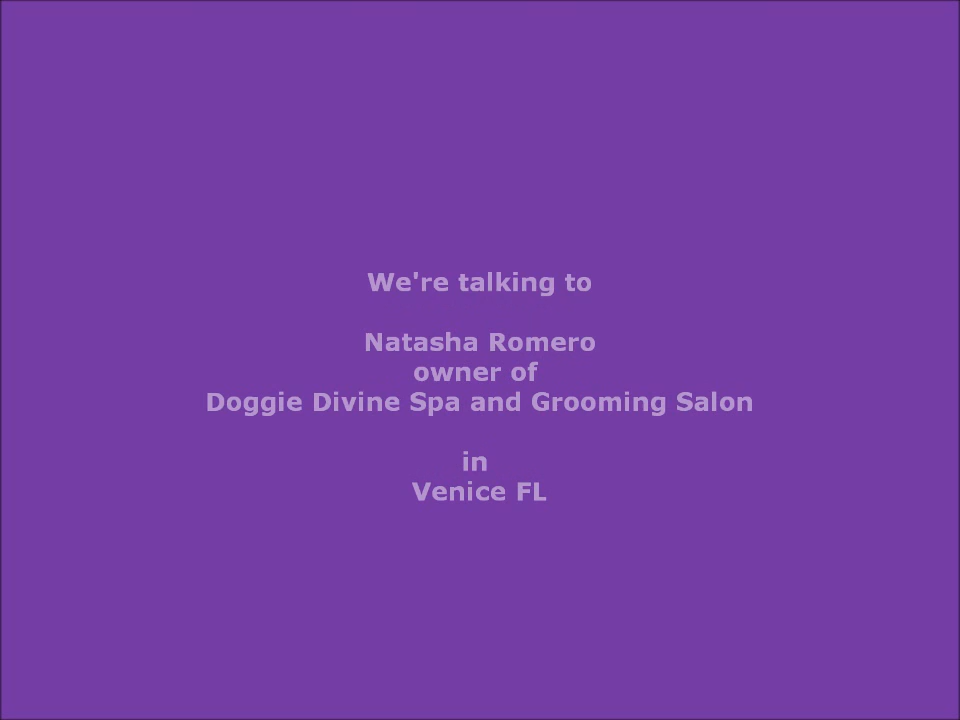 We're talking to
Natasha Romero
owner of
Doggie Divine Spa and Grooming Salon
in
Venice FL